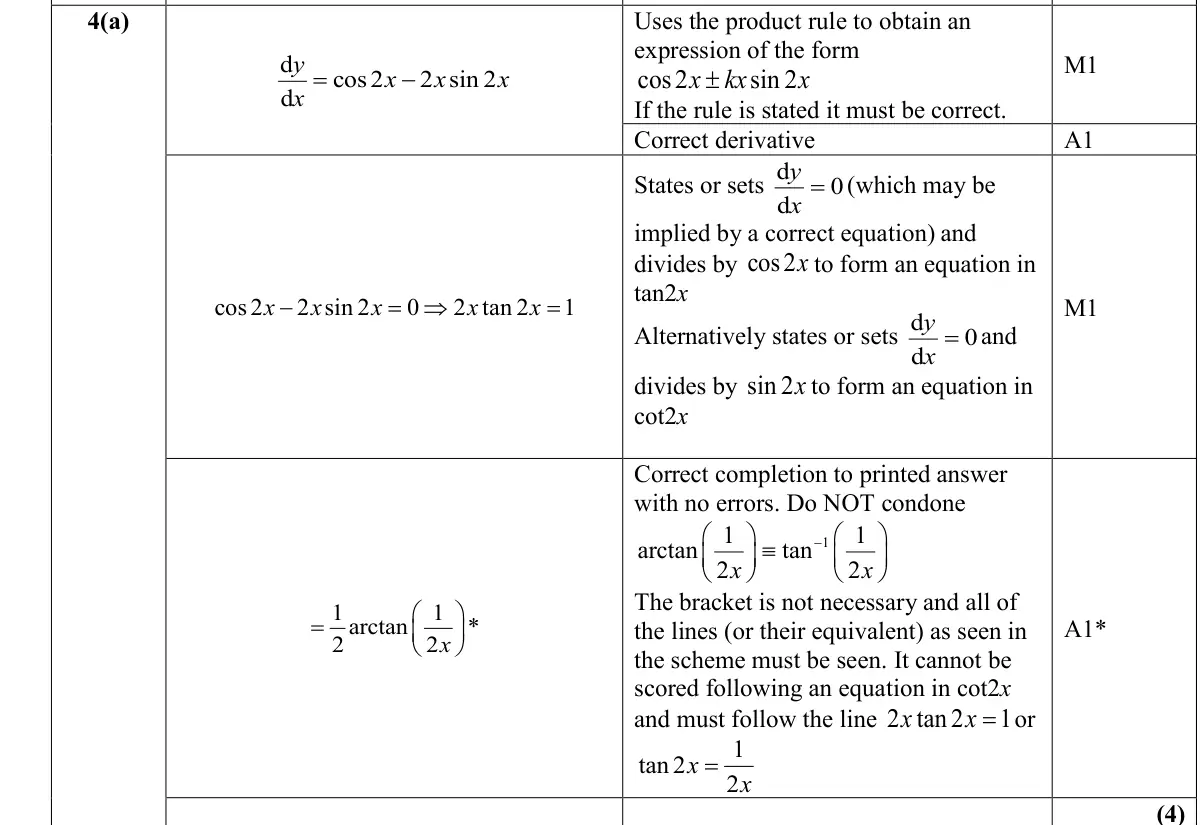 4(a)
dy/dx = cos 2x − 2x sin 2x
Uses the product rule to obtain an
expression of the form
cos 2x ± kx sin 2x
If the rule is stated it must be correct.
M1
Correct derivative
A1
cos 2x − 2x sin 2x = 0 ⇒ 2x tan 2x = 1
States or sets dy/dx = 0 (which may be
implied by a correct equation) and
divides by cos 2x to form an equation in
tan2x
Alternatively states or sets dy/dx = 0 and
divides by sin 2x to form an equation in
cot2x
M1
= 1/2 arctan(1/2x) *
Correct completion to printed answer
with no errors. Do NOT condone
arctan(1/2x) ≡ tan⁻¹(1/2x)
The bracket is not necessary and all of
the lines (or their equivalent) as seen in
the scheme must be seen. It cannot be
scored following an equation in cot2x
and must follow the line 2x tan 2x = 1 or
tan 2x = 1/2x
A1*
(4)